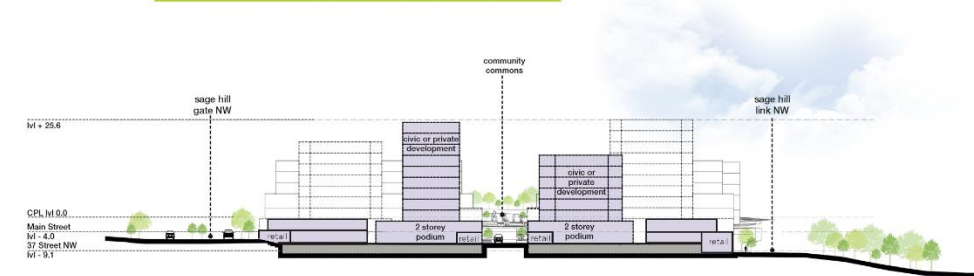 community
commons
sage hill
gate NW
sage hill
link NW
lvl + 25.6
civic or private
development
civic or
private
development
CPL lvl 0.0
Main Street
lvl - 4.0
37 Street NW
lvl - 9.1
retail
2 storey
podium
retail
retail
2 storey
podium
retail